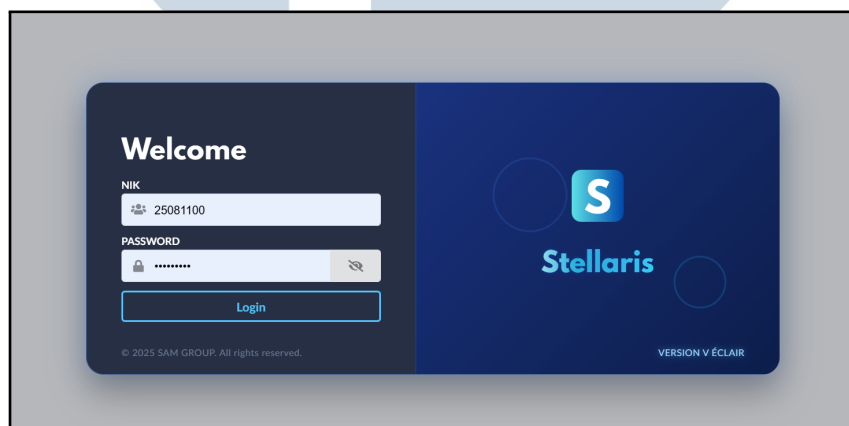 Welcome
NIK
25081100
PASSWORD
•••••••••
Login
© 2025 SAM GROUP. All rights reserved.
S
Stellaris
VERSION V ÉCLAIR